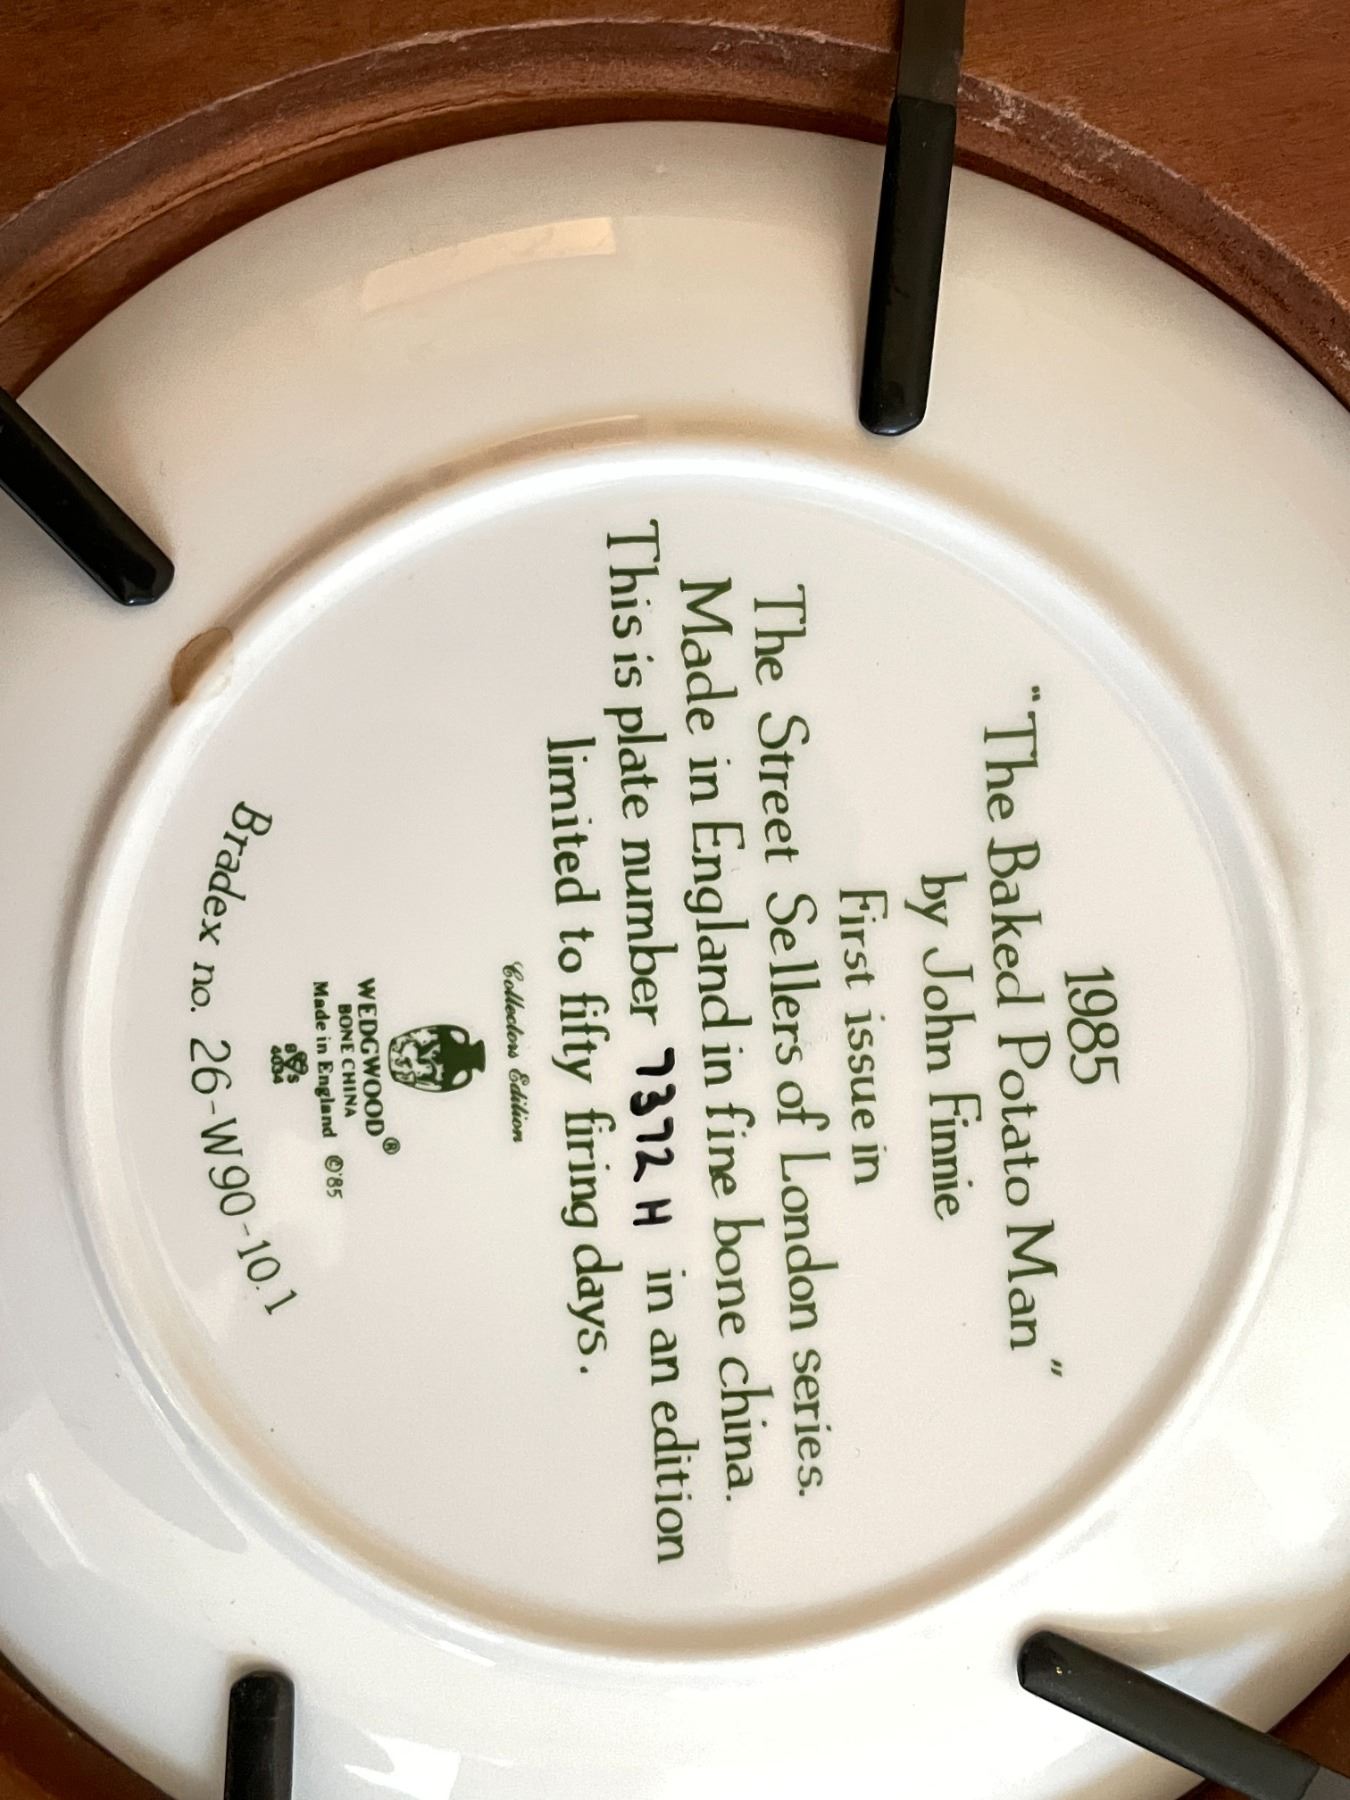 1985
"The Baked Potato Man"
by John Finnie
First issue in
The Street Sellers of London series.
Made in England in fine bone china.
This is plate number 7372 H in an edition
limited to fifty firing days.
Collectors Edition
WEDGWOOD®
BONE CHINA
Made in England ©'85
Bradex no. 26-W90-10.1